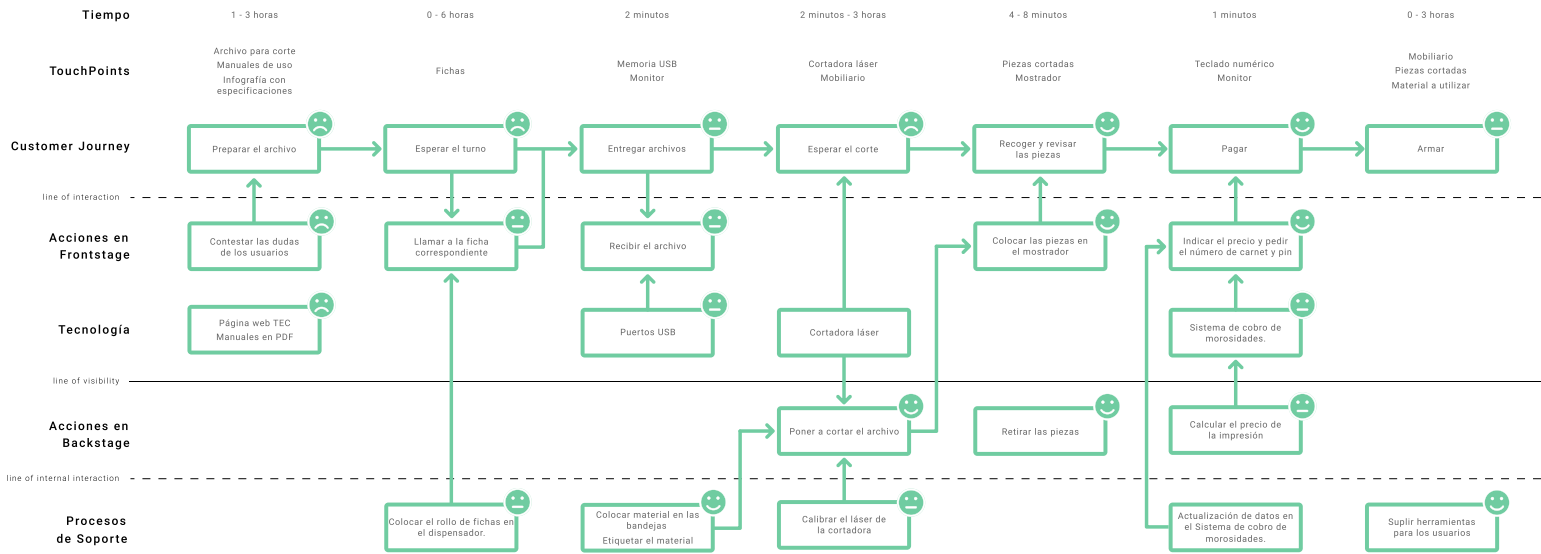 Tiempo
1 - 3 horas
0 - 6 horas
2 minutos
2 minutos - 3 horas
4 - 8 minutos
1 minutos
0 - 3 horas
TouchPoints
Archivo para corte
Manuales de uso
Infografía con
especificaciones
Fichas
Memoria USB
Monitor
Cortadora láser
Mobiliario
Piezas cortadas
Mostrador
Teclado numérico
Monitor
Mobiliario
Piezas cortadas
Material a utilizar
Customer Journey
Preparar el archivo
Esperar el turno
Entregar archivos
Esperar el corte
Recoger y revisar
las piezas
Pagar
Armar
line of interaction
Acciones en
Frontstage
Contestar las dudas
de los usuarios
Llamar a la ficha
correspondiente
Recibir el archivo
Colocar las piezas en
el mostrador
Indicar el precio y pedir
el número de carnet y pin
Tecnología
Página web TEC
Manuales en PDF
Puertos USB
Cortadora láser
Sistema de cobro de
morosidades.
line of visibility
Acciones en
Backstage
Poner a cortar el archivo
Retirar las piezas
Calcular el precio de
la impresión
line of internal interaction
Procesos
de Soporte
Colocar el rollo de fichas en
el dispensador.
Colocar material en las
bandejas
Etiquetar el material
Calibrar el láser de
la cortadora
Actualización de datos en
el Sistema de cobro de
morosidades.
Suplir herramientas
para los usuarios